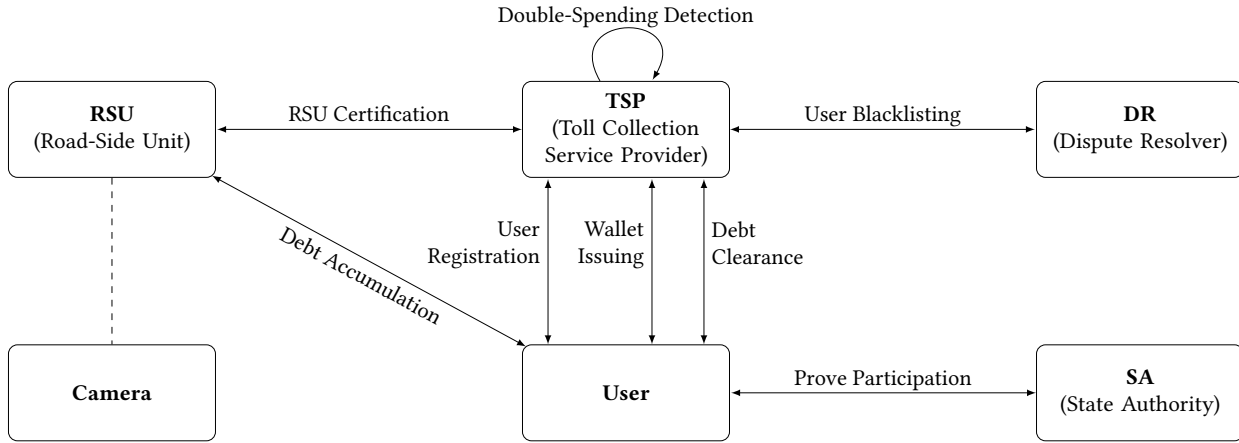 Double-Spending Detection
RSU
(Road-Side Unit)
RSU Certification
TSP
(Toll Collection
Service Provider)
User Blacklisting
DR
(Dispute Resolver)
Debt Accumulation
User
Registration
Wallet
Issuing
Debt
Clearance
Camera
User
Prove Participation
SA
(State Authority)